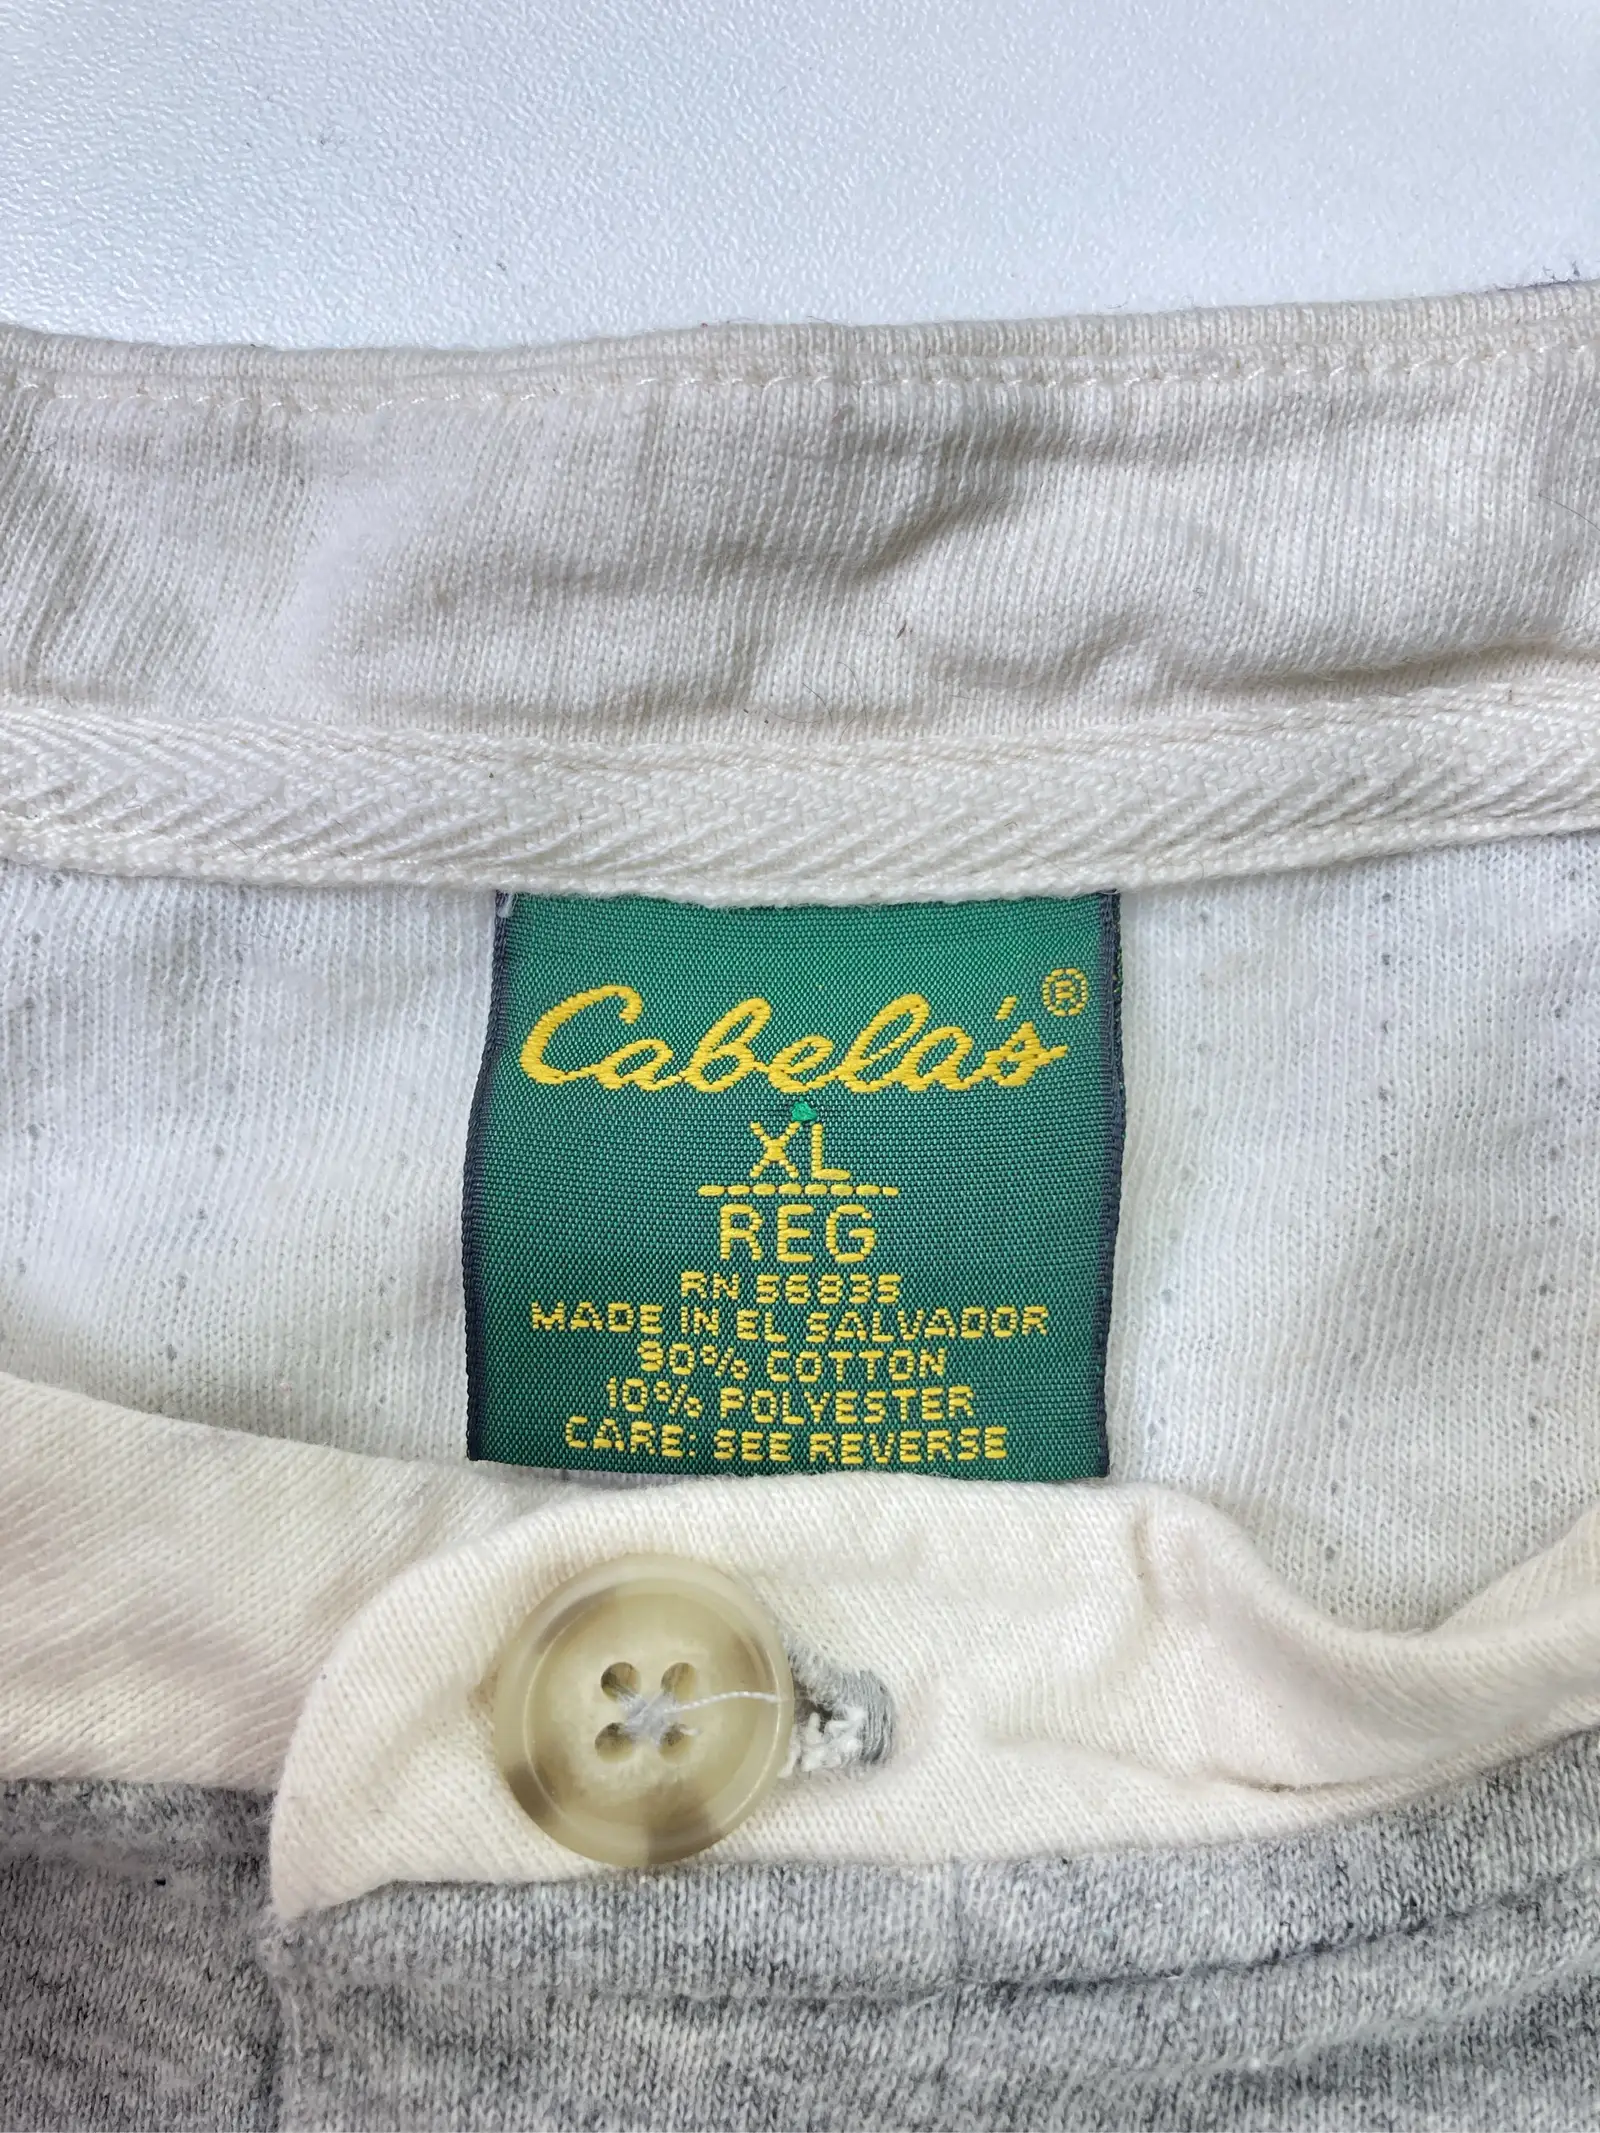 Cabela's®
XL
REG
RN 56835
MADE IN EL SALVADOR
90% COTTON
10% POLYESTER
CARE: SEE REVERSE